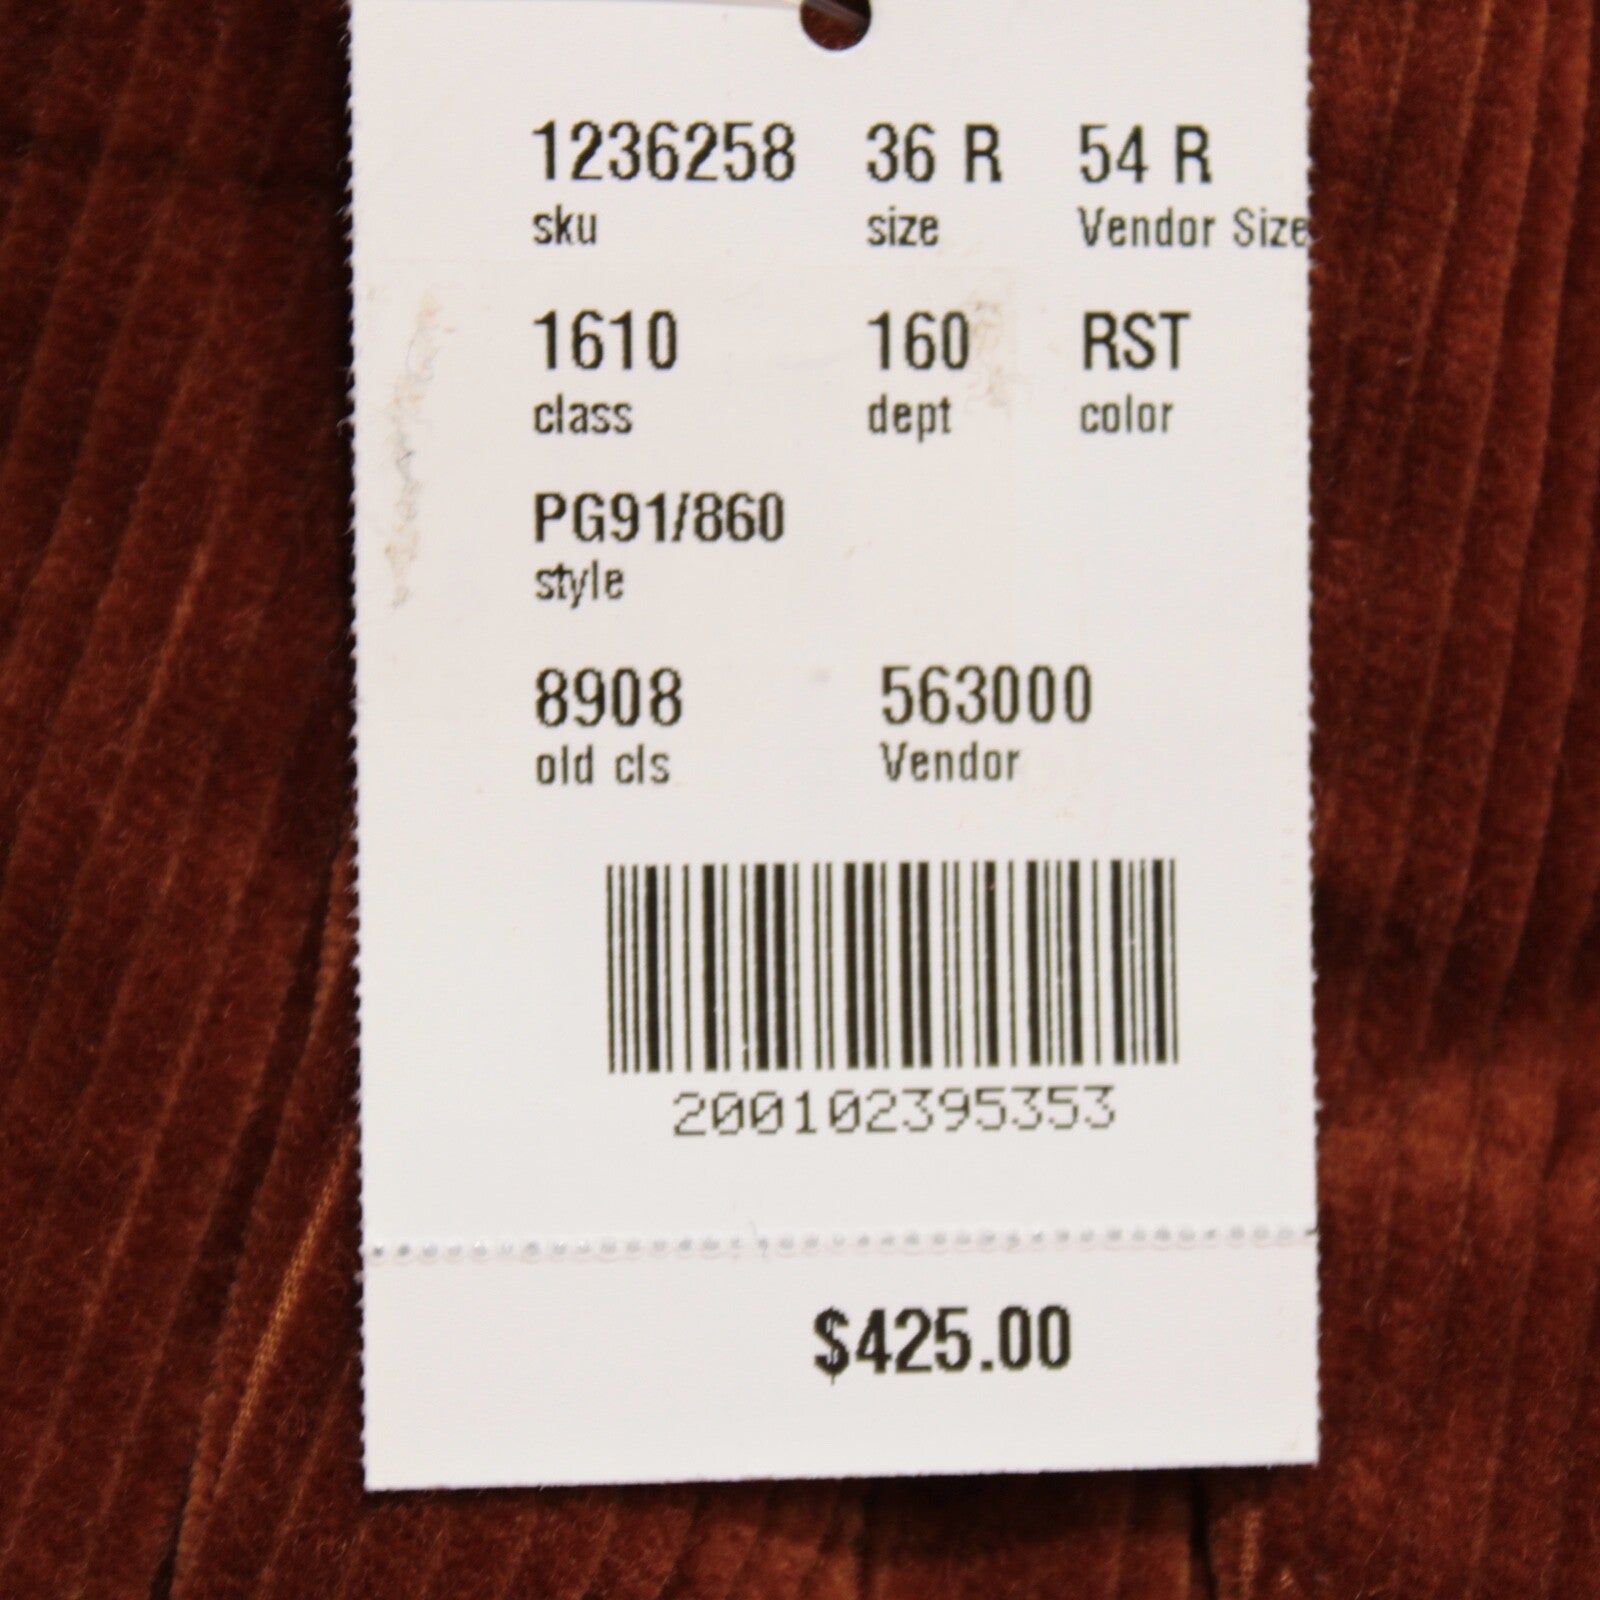 1236258 36 R 54 R
sku size Vendor Size
1610 160 RST
class dept color
PG91/860
style
8908 563000
old cls Vendor
200102395353
$425.00